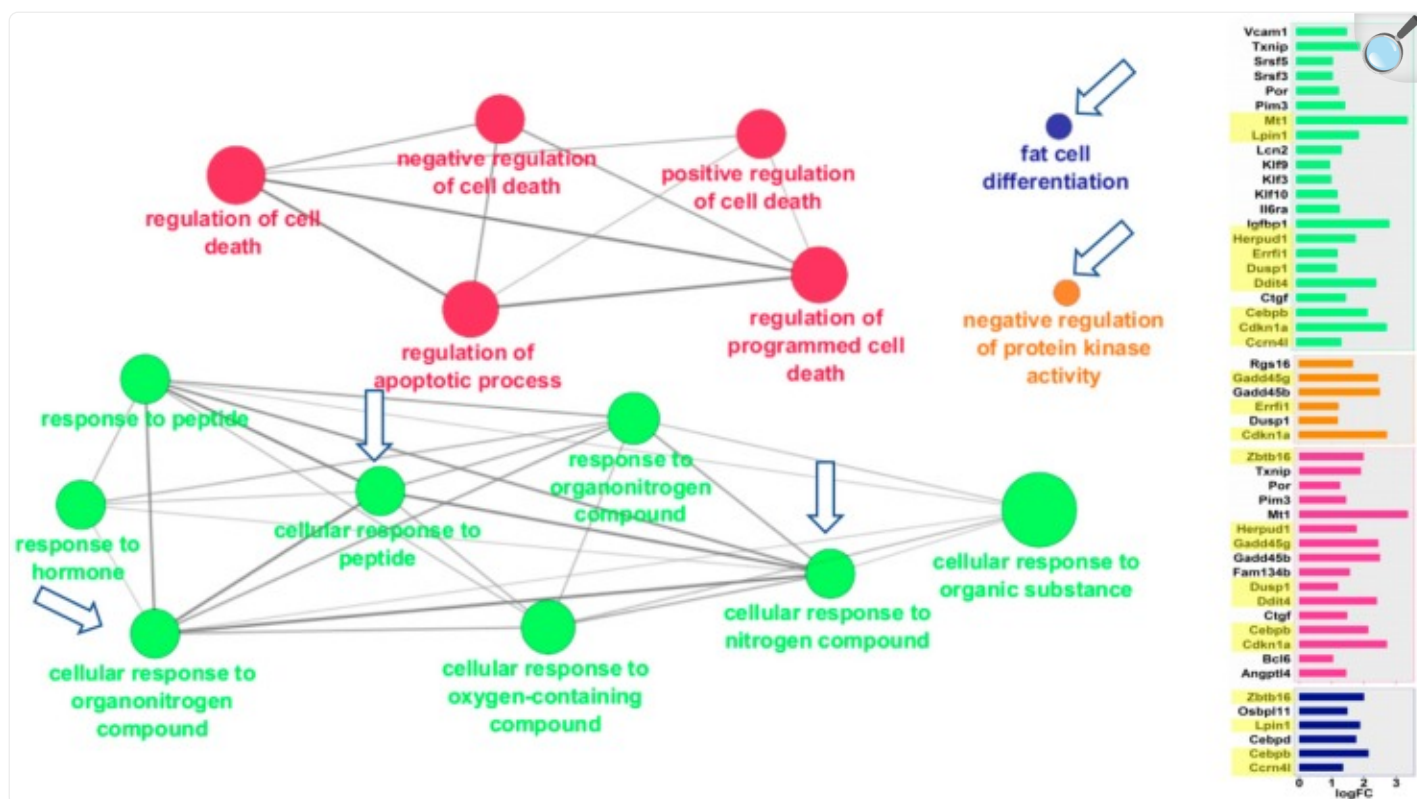 negative regulation
of cell death
positive regulation
of cell death
regulation of cell
death
regulation of
apoptotic process
regulation of
programmed cell
death
fat cell
differentiation
negative regulation
of protein kinase
activity
response to peptide
response to
organonitrogen
compound
cellular response to
peptide
response to
hormone
cellular response to
organic substance
cellular response to
nitrogen compound
cellular response to
oxygen-containing
compound
cellular response to
organonitrogen
compound
Vcam1
Txnip
Srsf5
Srsf3
Por
Pim3
Mt1
Lpin1
Lcn2
Klf9
Klf3
Klf10
Il6ra
Igfbp1
Herpud1
Errfi1
Dusp1
Ddit4
Ctgf
Cebpb
Cdkn1a
Ccrn4l
Rgs16
Gadd45g
Gadd45b
Errfi1
Dusp1
Cdkn1a
Zbtb16
Txnip
Por
Pim3
Mt1
Herpud1
Gadd45g
Gadd45b
Fam134b
Dusp1
Ddit4
Ctgf
Cebpb
Cdkn1a
Bcl6
Angptl4
Zbtb16
Osbpl11
Lpin1
Cebpd
Cebpb
Ccrn4l
0 1 2 3
logFC